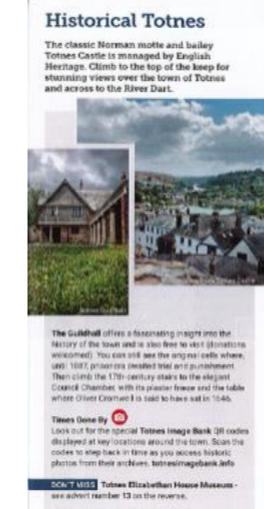 Historical Totnes
The classic Norman motte and bailey
Totnes Castle is managed by English
Heritage. Climb to the top of the keep for
stunning views over the town of Totnes
and across to the River Dart.
The Guildhall offers a fascinating insight into the
history of the town and is also free to visit (donations
welcomed). You can still see the original cells where,
until 1887, prisoners awaited trial and punishment.
Then climb the 17th-century stairs to the elegant
Council Chamber, with its plaster frieze and the table
where Oliver Cromwell is said to have sat in 1646.
Times Gone By
Look out for the special Totnes Image Bank QR codes
displayed at key locations around the town. Scan the
codes to step back in time as you access historic
photos from their archives. totnesimagebank.info
DON'T MISS Totnes Elizabethan House Museum -
see advert number 13 on the reverse.